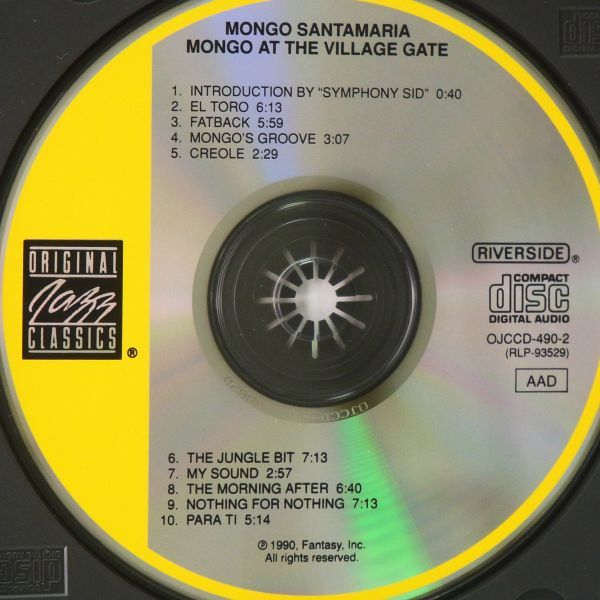 MONGO SANTAMARIA
MONGO AT THE VILLAGE GATE
1. INTRODUCTION BY “SYMPHONY SID” 0:40
2. EL TORO 6:13
3. FATBACK 5:59
4. MONGO'S GROOVE 3:07
5. CREOLE 2:29
ORIGINAL
Jazz
CLASSICS
®
RIVERSIDE ®
COMPACT
disc
DIGITAL AUDIO
OJCCD-490-2
(RLP-93529)
AAD
6. THE JUNGLE BIT 7:13
7. MY SOUND 2:57
8. THE MORNING AFTER 6:40
9. NOTHING FOR NOTHING 7:13
10. PARA TI 5:14
℗ 1990, Fantasy, Inc.
All rights reserved.